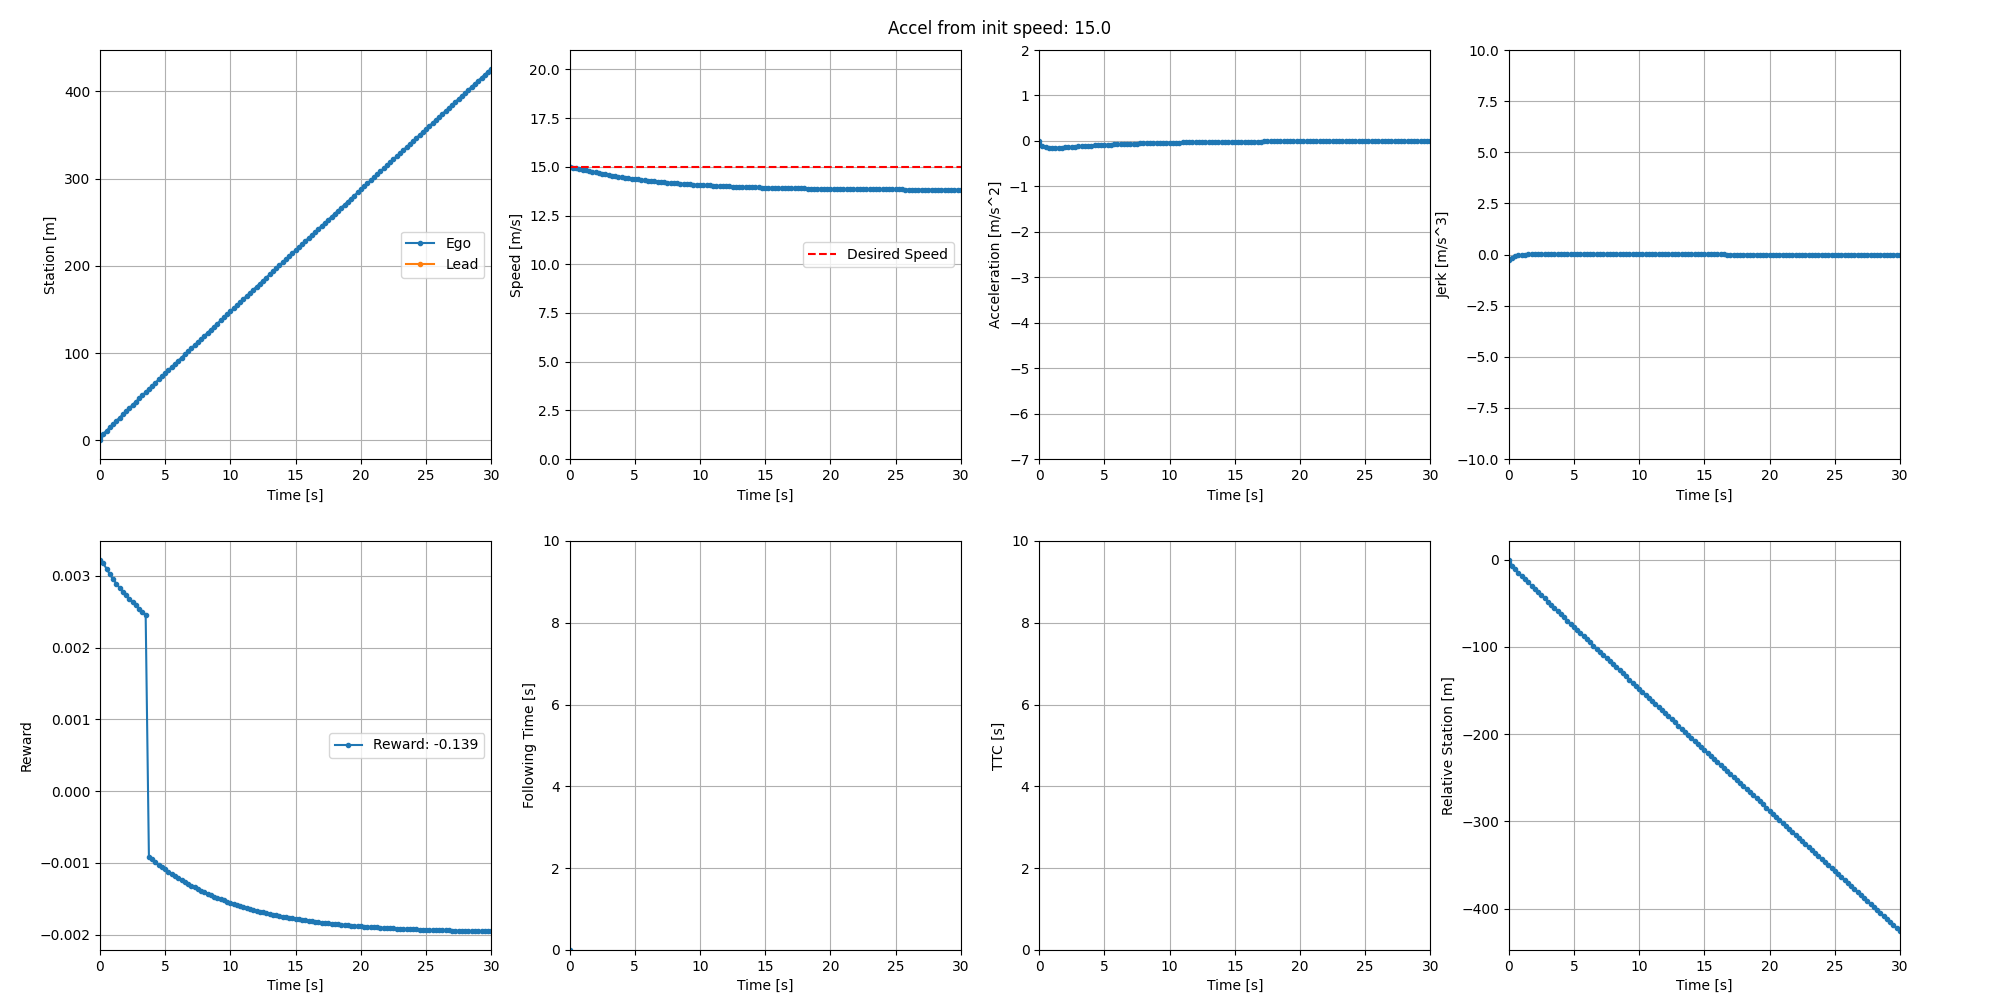 Accel from init speed: 15.0
Station [m]
400
300
200
100
0
Ego
Lead
0 5 10 15 20 25 30
Time [s]
Speed [m/s]
20.0
17.5
15.0
12.5
10.0
7.5
5.0
2.5
0.0
Desired Speed
0 5 10 15 20 25 30
Time [s]
Acceleration [m/s^2]
2
1
0
−1
−2
−3
−4
−5
−6
−7
0 5 10 15 20 25 30
Time [s]
Jerk [m/s^3]
10.0
7.5
5.0
2.5
0.0
−2.5
−5.0
−7.5
−10.0
0 5 10 15 20 25 30
Time [s]
Reward
0.003
0.002
0.001
0.000
−0.001
−0.002
Reward: -0.139
0 5 10 15 20 25 30
Time [s]
Following Time [s]
10
8
6
4
2
0
0 5 10 15 20 25 30
Time [s]
TTC [s]
10
8
6
4
2
0
0 5 10 15 20 25 30
Time [s]
Relative Station [m]
0
−100
−200
−300
−400
0 5 10 15 20 25 30
Time [s]